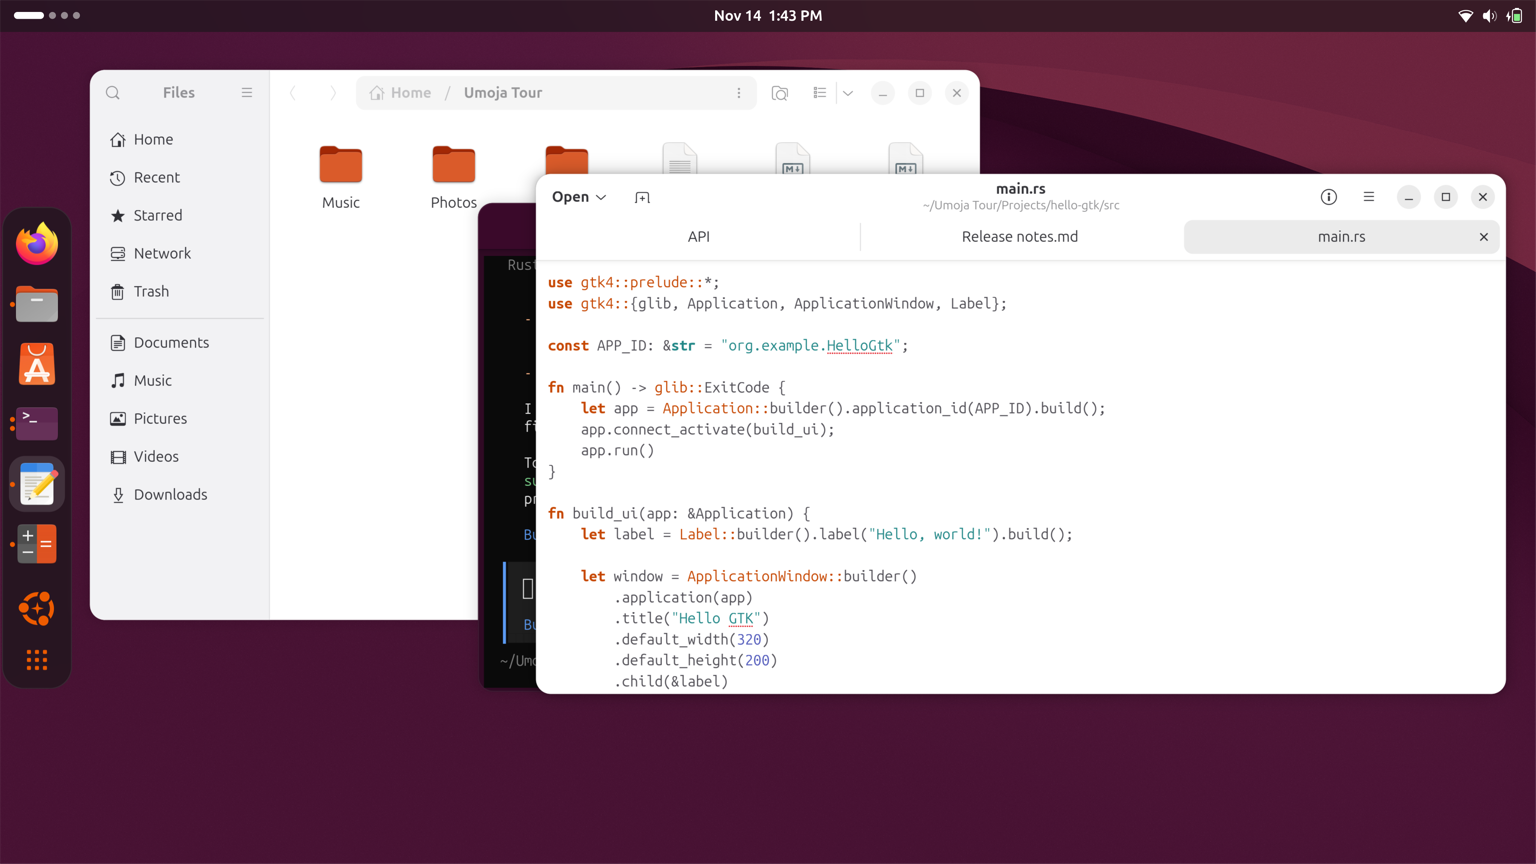 Nov 14 1:43 PM
Files
Home / Umoja Tour
Home
Recent
Starred
Network
Trash
Documents
Music
Pictures
Videos
Downloads
Music
Photos
Open
main.rs
~/Umoja Tour/Projects/hello-gtk/src
API
Release notes.md
main.rs
use gtk4::prelude::*;
use gtk4::{glib, Application, ApplicationWindow, Label};
const APP_ID: &str = "org.example.HelloGtk";
fn main() -> glib::ExitCode {
    let app = Application::builder().application_id(APP_ID).build();
    app.connect_activate(build_ui);
    app.run()
}
fn build_ui(app: &Application) {
    let label = Label::builder().label("Hello, world!").build();
    let window = ApplicationWindow::builder()
        .application(app)
        .title("Hello GTK")
        .default_width(320)
        .default_height(200)
        .child(&label)
Rust
-
-
I
To
~/Umo